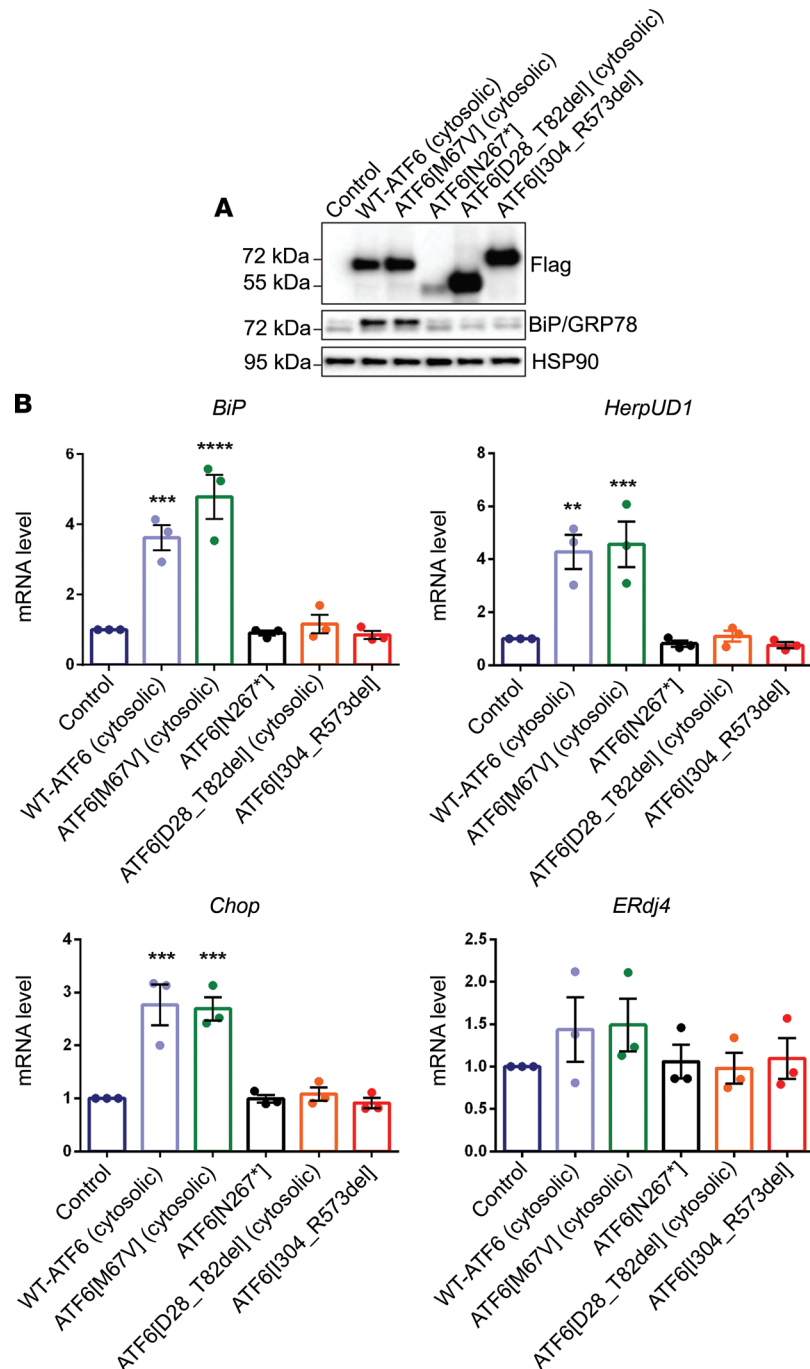 A
Control
WT-ATF6 (cytosolic)
ATF6[M67V] (cytosolic)
ATF6[N267*]
ATF6[D28_T82del] (cytosolic)
ATF6[I304_R573del]
72 kDa
55 kDa
Flag
72 kDa
BiP/GRP78
95 kDa
HSP90
B
BiP
mRNA level
6
4
2
0
***
****
Control
WT-ATF6 (cytosolic)
ATF6[M67V] (cytosolic)
ATF6[N267*]
ATF6[D28_T82del] (cytosolic)
ATF6[I304_R573del]
HerpUD1
mRNA level
8
6
4
2
0
**
***
Control
WT-ATF6 (cytosolic)
ATF6[M67V] (cytosolic)
ATF6[N267*]
ATF6[D28_T82del] (cytosolic)
ATF6[I304_R573del]
Chop
mRNA level
4
3
2
1
0
***
***
Control
WT-ATF6 (cytosolic)
ATF6[M67V] (cytosolic)
ATF6[N267*]
ATF6[D28_T82del] (cytosolic)
ATF6[I304_R573del]
ERdj4
mRNA level
2.5
2.0
1.5
1.0
0.5
0.0
Control
WT-ATF6 (cytosolic)
ATF6[M67V] (cytosolic)
ATF6[N267*]
ATF6[D28_T82del] (cytosolic)
ATF6[I304_R573del]